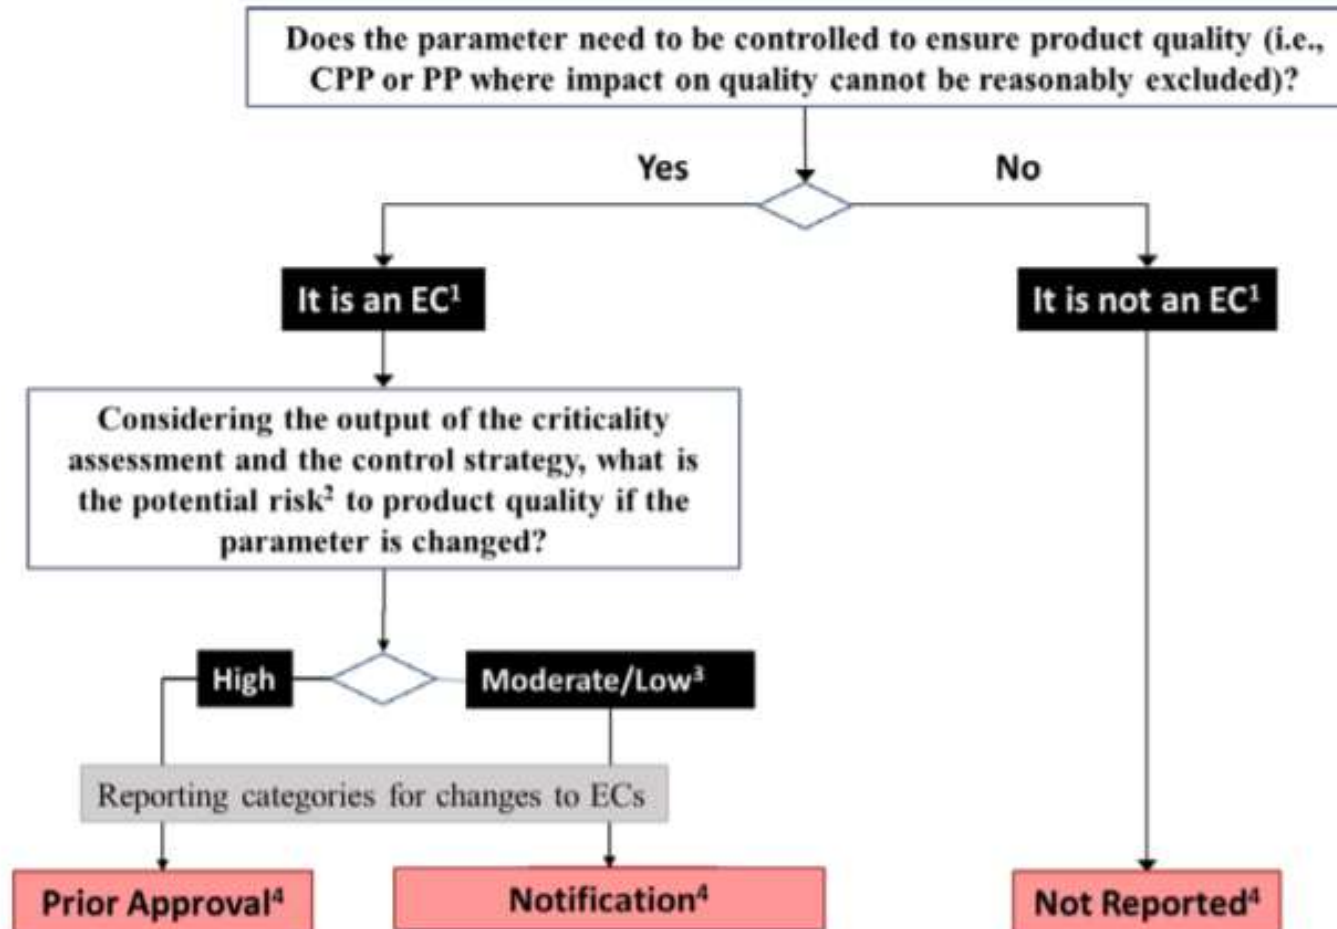 Does the parameter need to be controlled to ensure product quality (i.e.,
CPP or PP where impact on quality cannot be reasonably excluded)?
Yes
No
It is an EC¹
It is not an EC¹
Considering the output of the criticality
assessment and the control strategy, what is
the potential risk² to product quality if the
parameter is changed?
High
Moderate/Low³
Reporting categories for changes to ECs
Prior Approval⁴
Notification⁴
Not Reported⁴